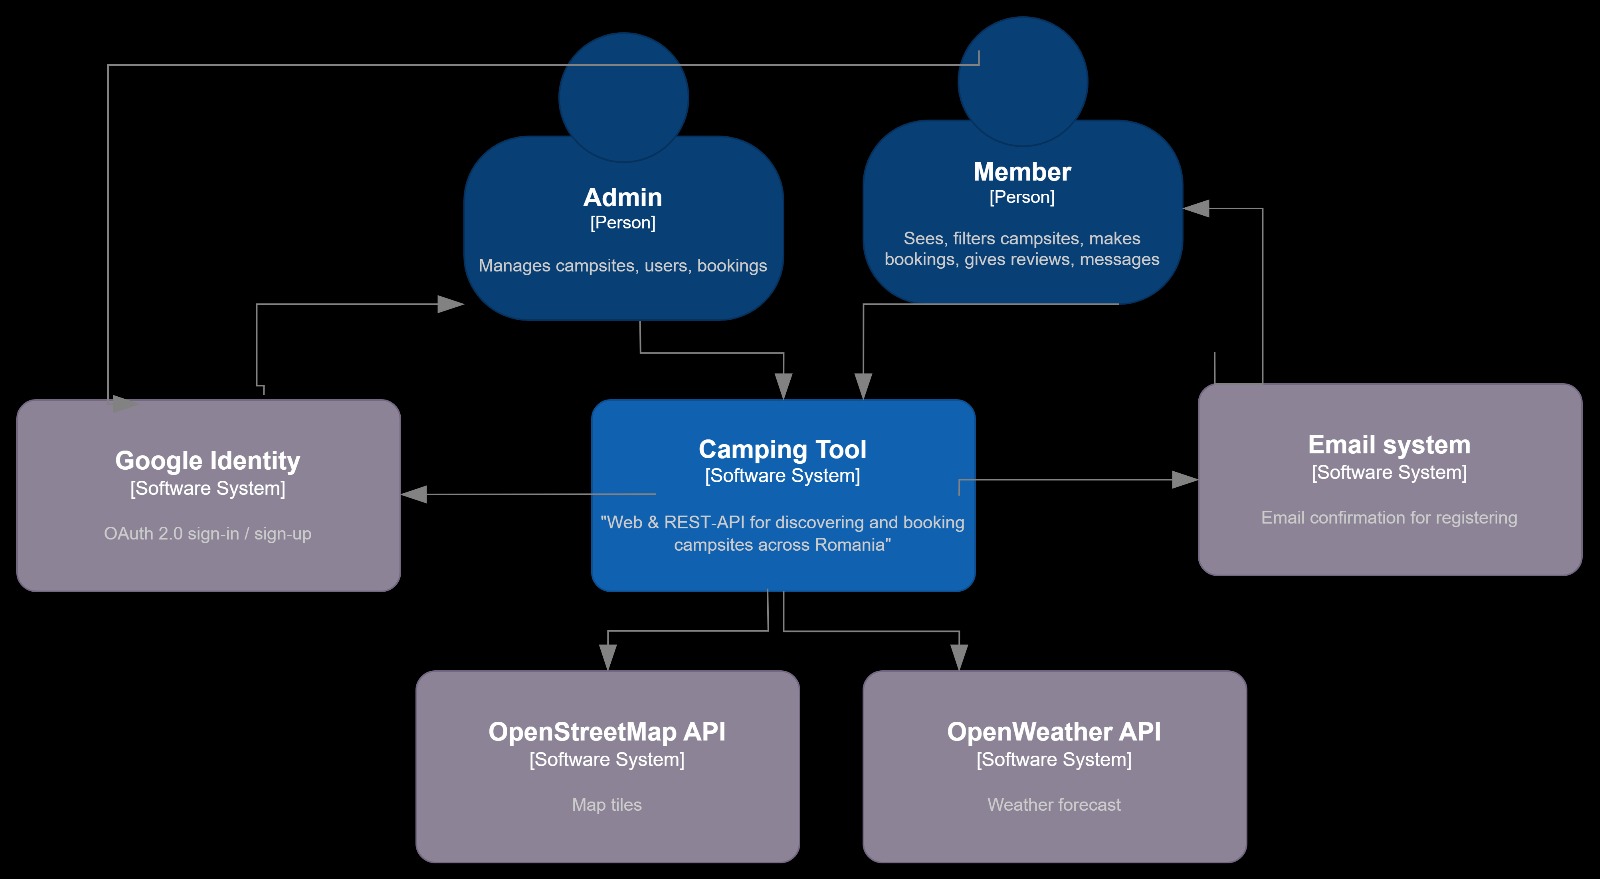 Admin
[Person]
Manages campsites, users, bookings
Member
[Person]
Sees, filters campsites, makes
bookings, gives reviews, messages
Google Identity
[Software System]
OAuth 2.0 sign-in / sign-up
Camping Tool
[Software System]
"Web & REST-API for discovering and booking
campsites across Romania"
Email system
[Software System]
Email confirmation for registering
OpenStreetMap API
[Software System]
Map tiles
OpenWeather API
[Software System]
Weather forecast